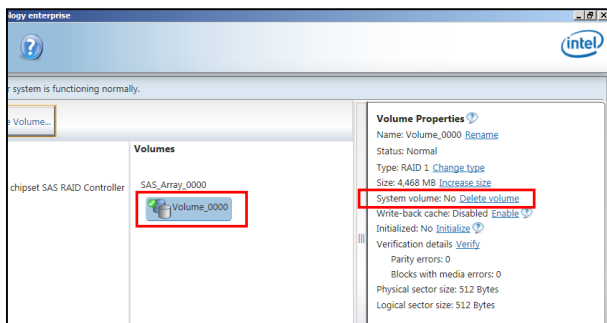 ology enterprise
intel
r system is functioning normally.
e Volume...
Volumes
chipset SAS RAID Controller
SAS_Array_0000
Volume_0000
Volume Properties
Name: Volume_0000 Rename
Status: Normal
Type: RAID 1 Change type
Size: 4,468 MB Increase size
System volume: No Delete volume
Write-back cache: Disabled Enable
Initialized: No Initialize
Verification details Verify
Parity errors: 0
Blocks with media errors: 0
Physical sector size: 512 Bytes
Logical sector size: 512 Bytes